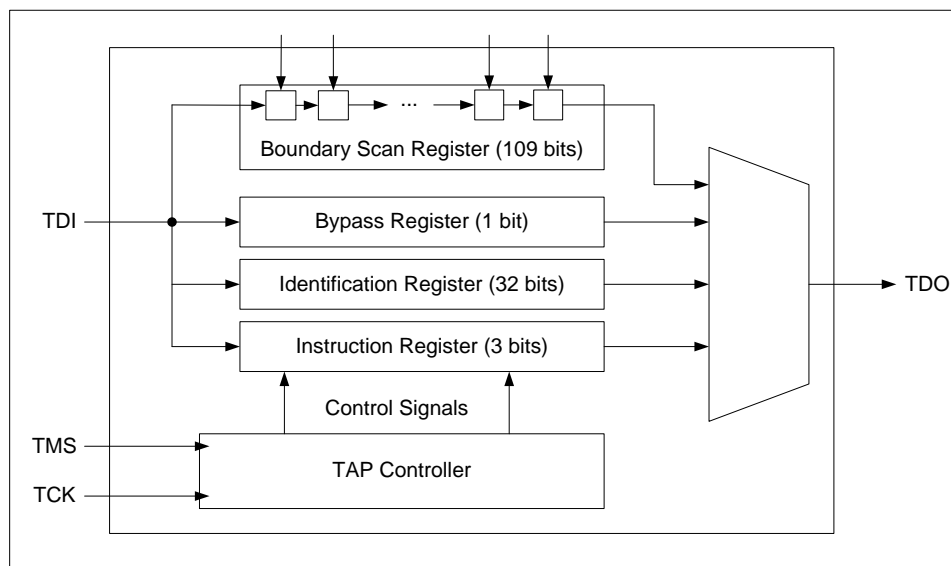 ...
Boundary Scan Register (109 bits)
TDI
Bypass Register (1 bit)
Identification Register (32 bits)
TDO
Instruction Register (3 bits)
Control Signals
TMS
TAP Controller
TCK